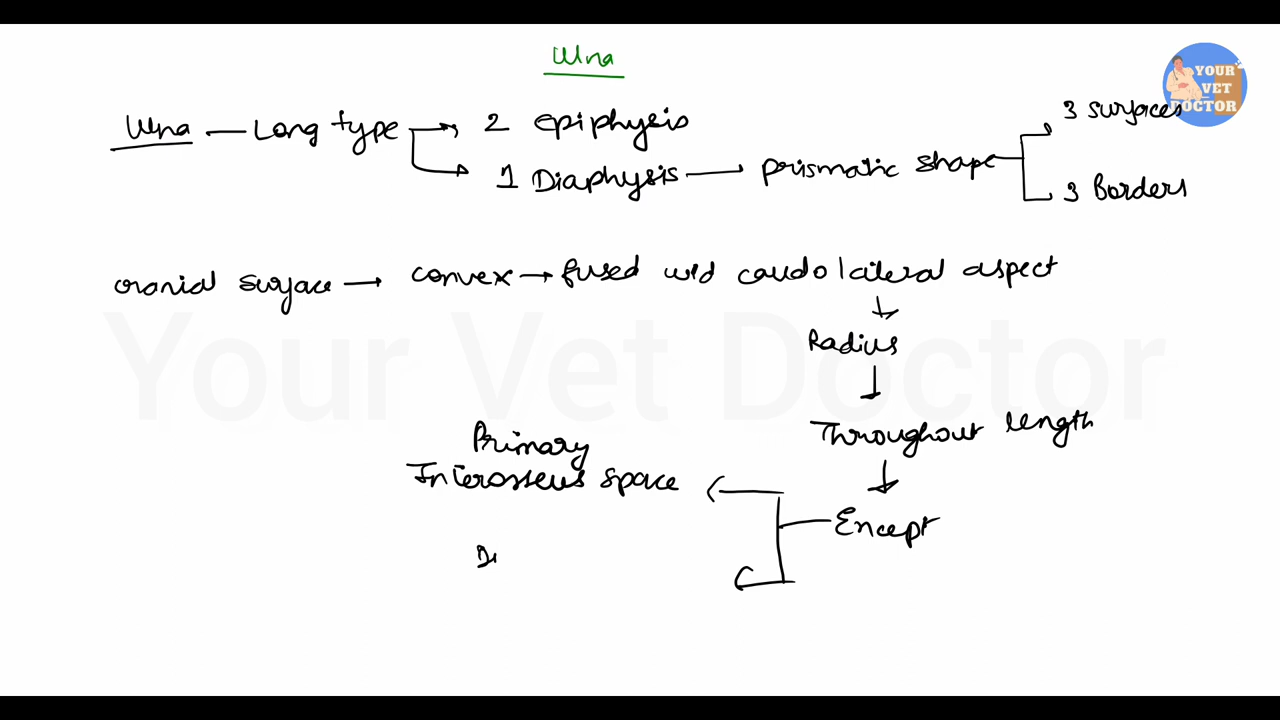 Ulna
YOUR VET DOCTOR
Ulna — Long type → 2 epiphysis
→ 1 Diaphysis — prismatic shape
3 surfaces
3 Borders
cranial surface → convex → fused wld caudolateral aspect
↓
Radius
↓
Throughout length
↓
Except
Primary
Interosseus space ←
Your Vet Doctor